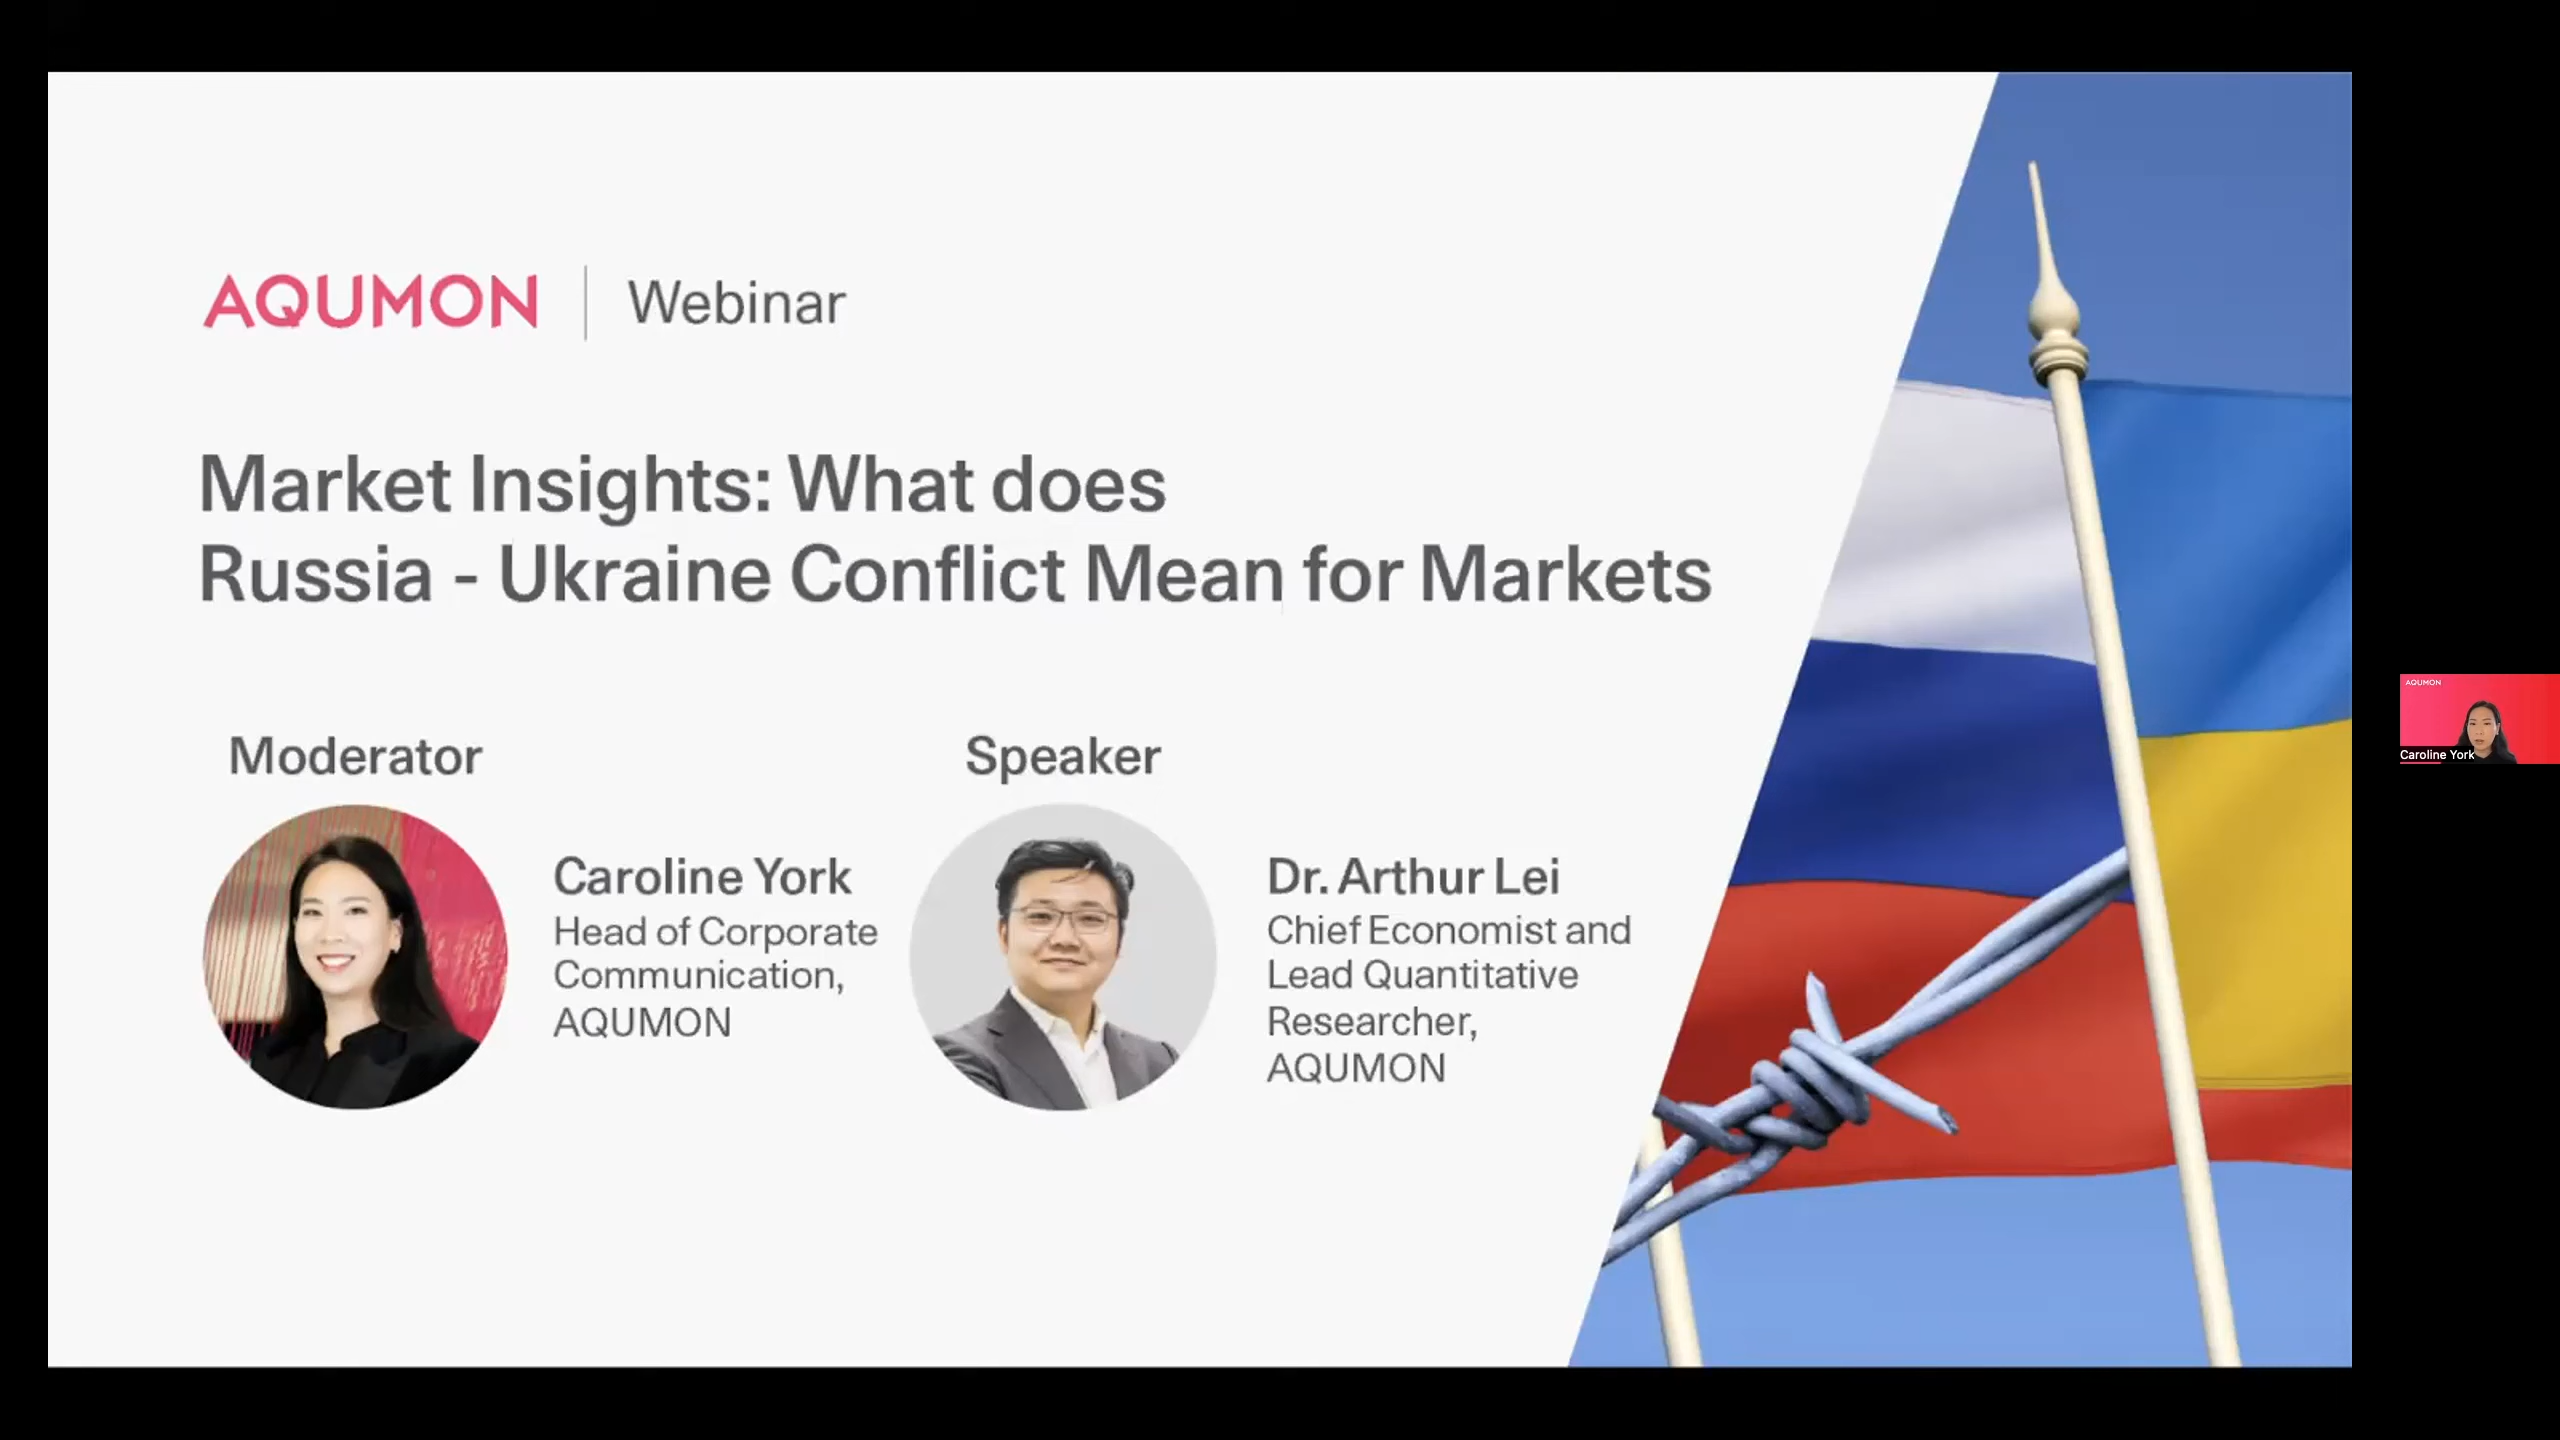 AQUMON
Webinar
Market Insights: What does
Russia - Ukraine Conflict Mean for Markets
Moderator
Caroline York
Head of Corporate
Communication,
AQUMON
Speaker
Dr. Arthur Lei
Chief Economist and
Lead Quantitative
Researcher,
AQUMON
AQUMON
Caroline York